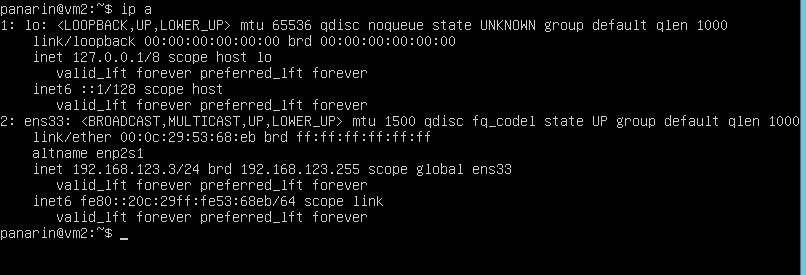 panarin@vm2:~$ ip a
1: lo: <LOOPBACK,UP,LOWER_UP> mtu 65536 qdisc noqueue state UNKNOWN group default qlen 1000
    link/loopback 00:00:00:00:00:00 brd 00:00:00:00:00:00
    inet 127.0.0.1/8 scope host lo
       valid_lft forever preferred_lft forever
    inet6 ::1/128 scope host
       valid_lft forever preferred_lft forever
2: ens33: <BROADCAST,MULTICAST,UP,LOWER_UP> mtu 1500 qdisc fq_codel state UP group default qlen 1000
    link/ether 00:0c:29:53:68:eb brd ff:ff:ff:ff:ff:ff
    altname enp2s1
    inet 192.168.123.3/24 brd 192.168.123.255 scope global ens33
       valid_lft forever preferred_lft forever
    inet6 fe80::20c:29ff:fe53:68eb/64 scope link
       valid_lft forever preferred_lft forever
panarin@vm2:~$ _